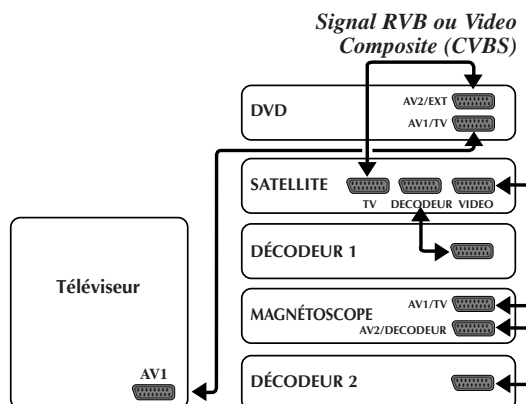 Signal RVB ou Video
Composite (CVBS)
DVD
AV2/EXT
AV1/TV
SATELLITE
TV DECODEUR VIDEO
DÉCODEUR 1
Téléviseur
AV1
MAGNÉTOSCOPE
AV1/TV
AV2/DECODEUR
DÉCODEUR 2